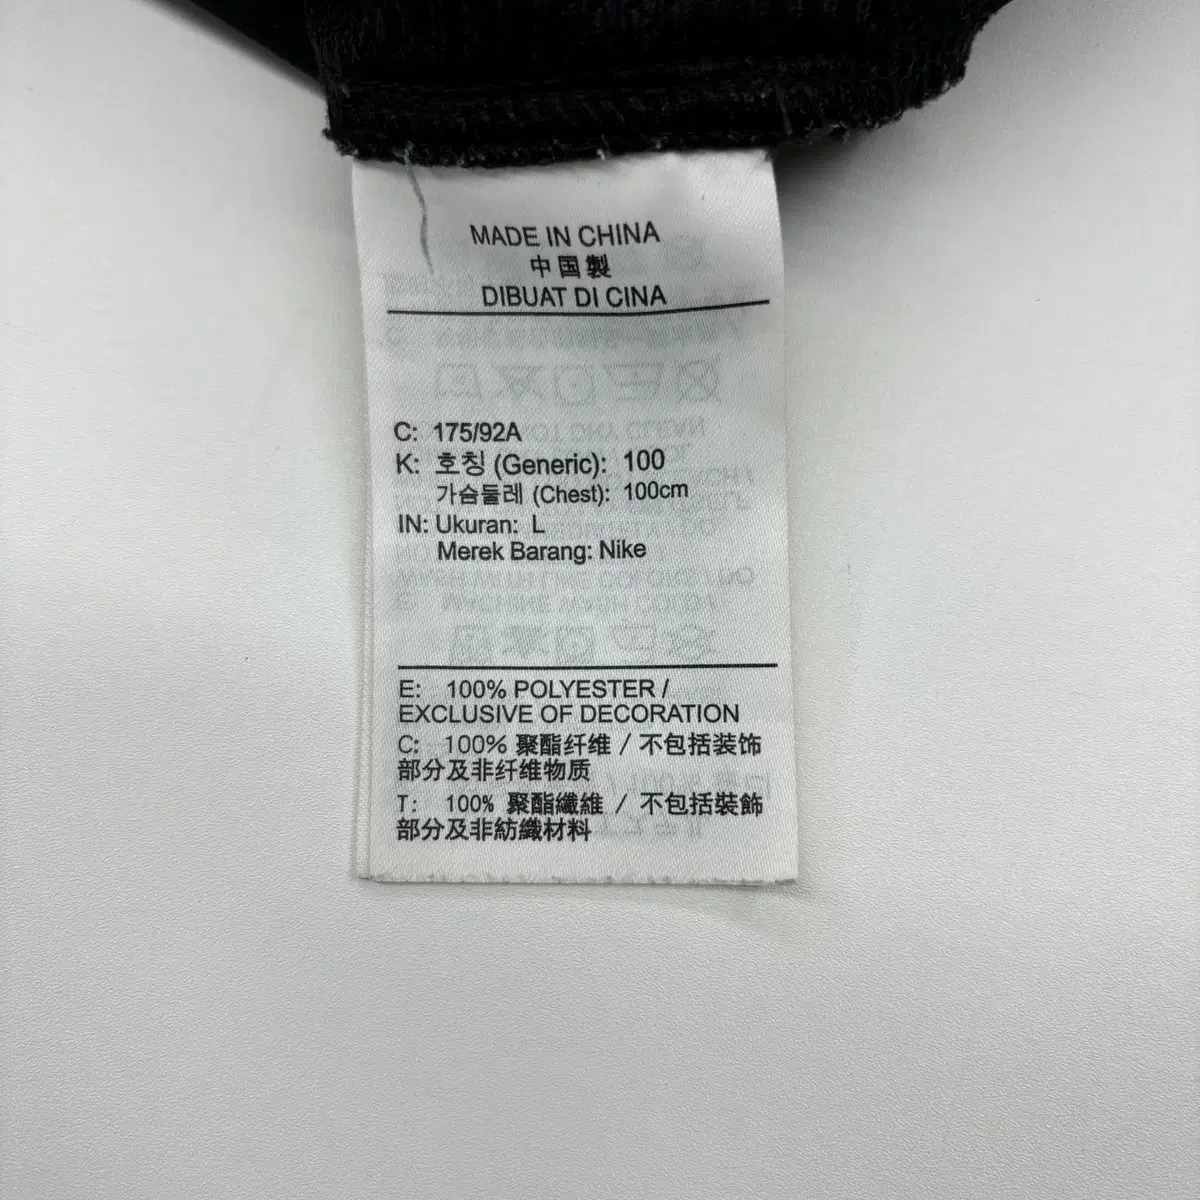 MADE IN CHINA
中国製
DIBUAT DI CINA
C: 175/92A
K: 호칭 (Generic): 100
가슴둘레 (Chest): 100cm
IN: Ukuran: L
Merek Barang: Nike
E: 100% POLYESTER /
EXCLUSIVE OF DECORATION
C: 100% 聚酯纤维 / 不包括装饰
部分及非纤维物质
T: 100% 聚酯纖維 / 不包括裝飾
部分及非紡織材料